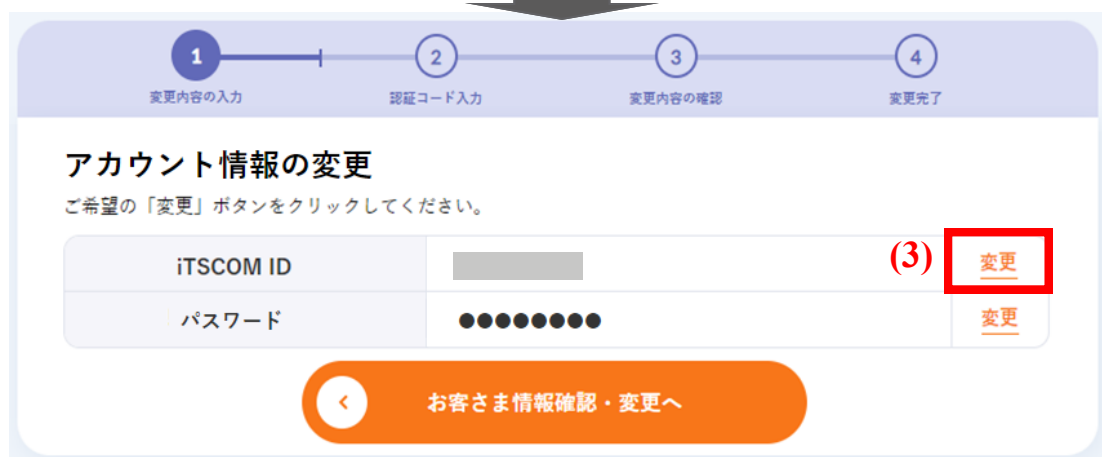 1
2
3
4
変更内容の入力
認証コード入力
変更内容の確認
変更完了
アカウント情報の変更
ご希望の「変更」ボタンをクリックしてください。
iTSCOM ID
(3)
変更
パスワード
●●●●●●●●
変更
お客さま情報確認・変更へ